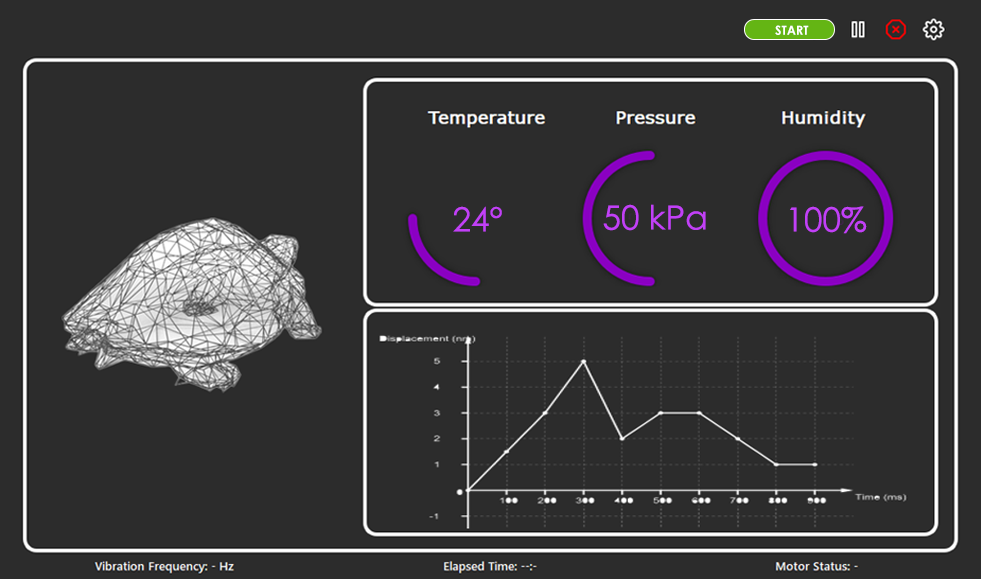 START
Temperature Pressure Humidity
24° 50 kPa 100%
Displacement (nm)
5
4
3
2
1
0
-1
100 200 300 400 500 600 700 800 900
Time (ms)
Vibration Frequency: - Hz Elapsed Time: --:- Motor Status: -